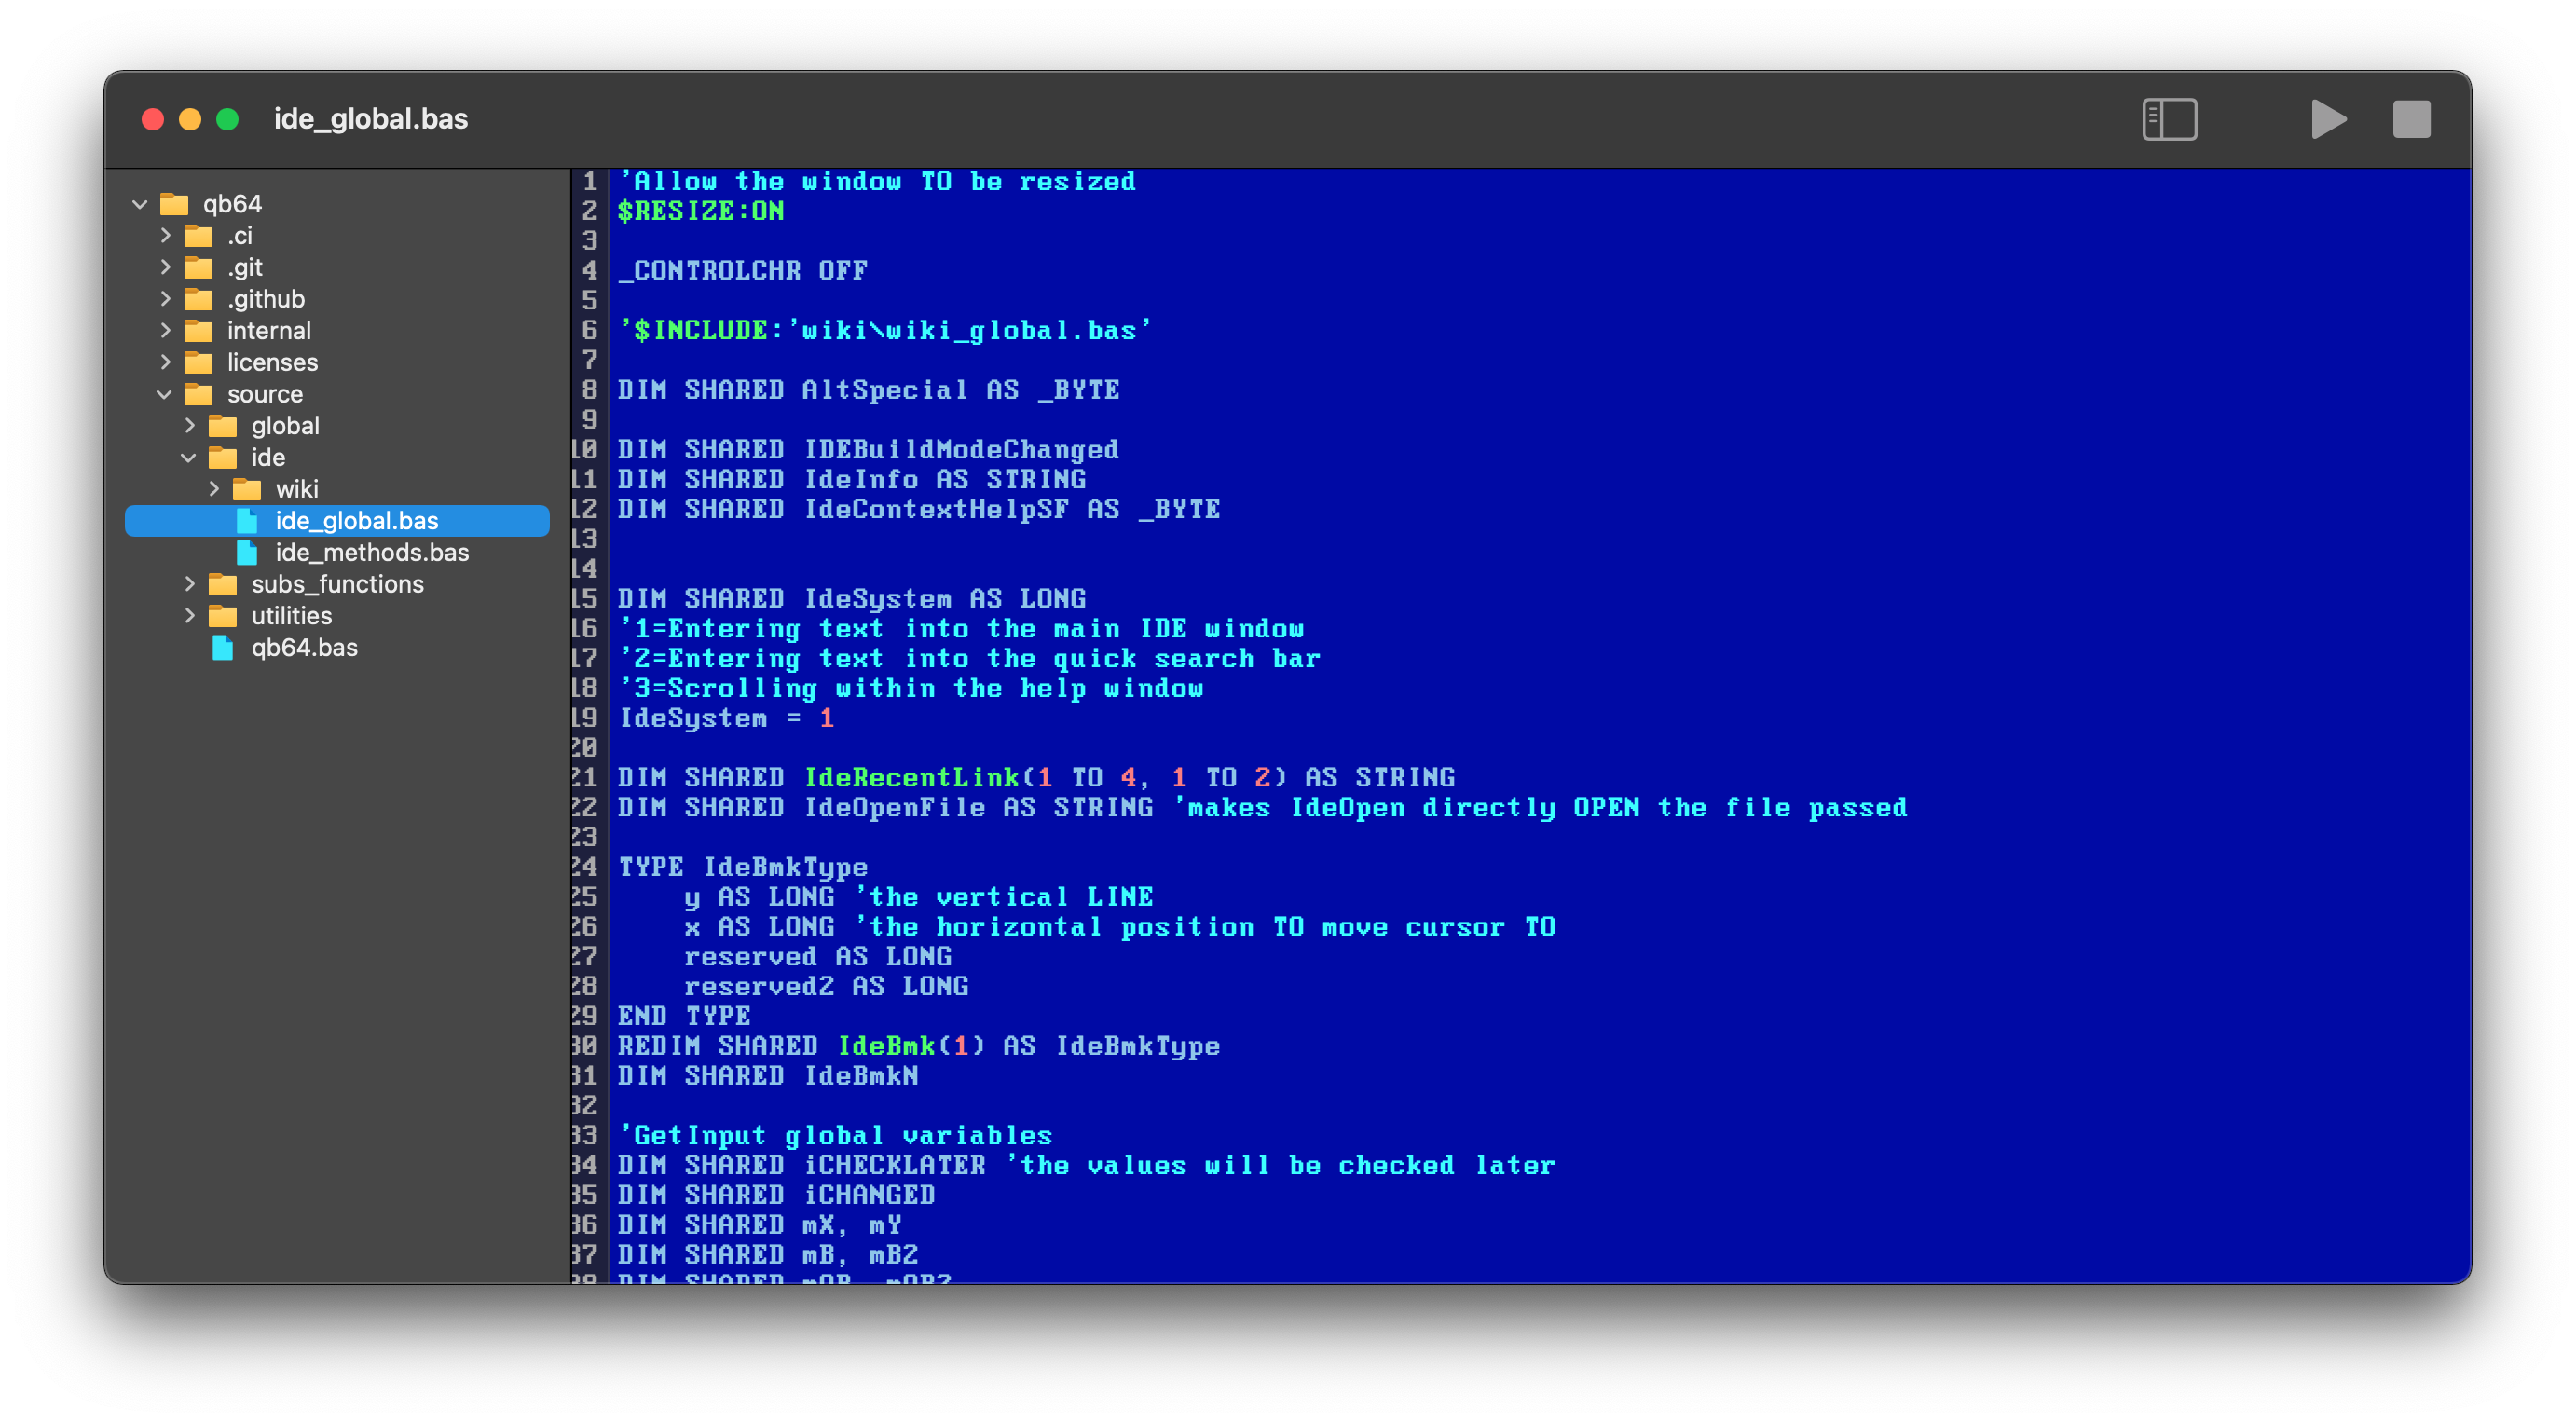 ide_global.bas
qb64
.ci
.git
.github
internal
licenses
source
global
ide
wiki
ide_global.bas
ide_methods.bas
subs_functions
utilities
qb64.bas
1 'Allow the window TO be resized
2 $RESIZE:ON
3
4 _CONTROLCHR OFF
5
6 '$INCLUDE:'wiki\wiki_global.bas'
7
8 DIM SHARED AltSpecial AS _BYTE
9
10 DIM SHARED IDEBuildModeChanged
11 DIM SHARED IdeInfo AS STRING
12 DIM SHARED IdeContextHelpSF AS _BYTE
13
14
15 DIM SHARED IdeSystem AS LONG
16 '1=Entering text into the main IDE window
17 '2=Entering text into the quick search bar
18 '3=Scrolling within the help window
19 IdeSystem = 1
20
21 DIM SHARED IdeRecentLink(1 TO 4, 1 TO 2) AS STRING
22 DIM SHARED IdeOpenFile AS STRING 'makes IdeOpen directly OPEN the file passed
23
24 TYPE IdeBmkType
25     y AS LONG 'the vertical LINE
26     x AS LONG 'the horizontal position TO move cursor TO
27     reserved AS LONG
28     reserved2 AS LONG
29 END TYPE
30 REDIM SHARED IdeBmk(1) AS IdeBmkType
31 DIM SHARED IdeBmkN
32
33 'GetInput global variables
34 DIM SHARED iCHECKLATER 'the values will be checked later
35 DIM SHARED iCHANGED
36 DIM SHARED mX, mY
37 DIM SHARED mB, mB2
38 DIM SHARED mOB, mOB2